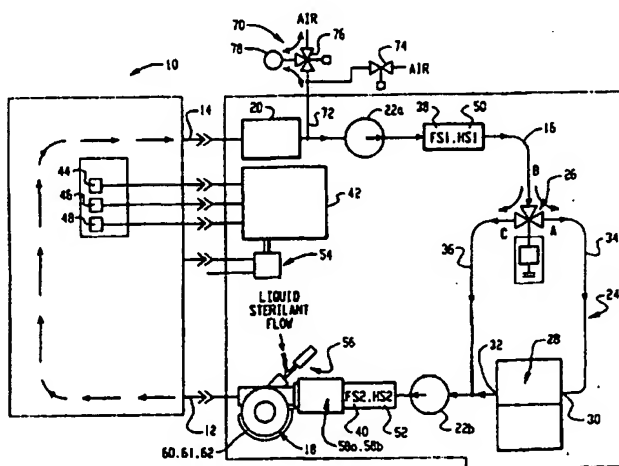 AIR
70
76
78
74
AIR
10
14
20
72
22a
38
50
FS1.HS1
16
B
26
44
46
48
42
C
A
36
34
54
24
LIQUID
STERILANT
FLOW
56
28
32
FS2.HS2
30
12
60.61.62
18
58a.58b
40
52
22b